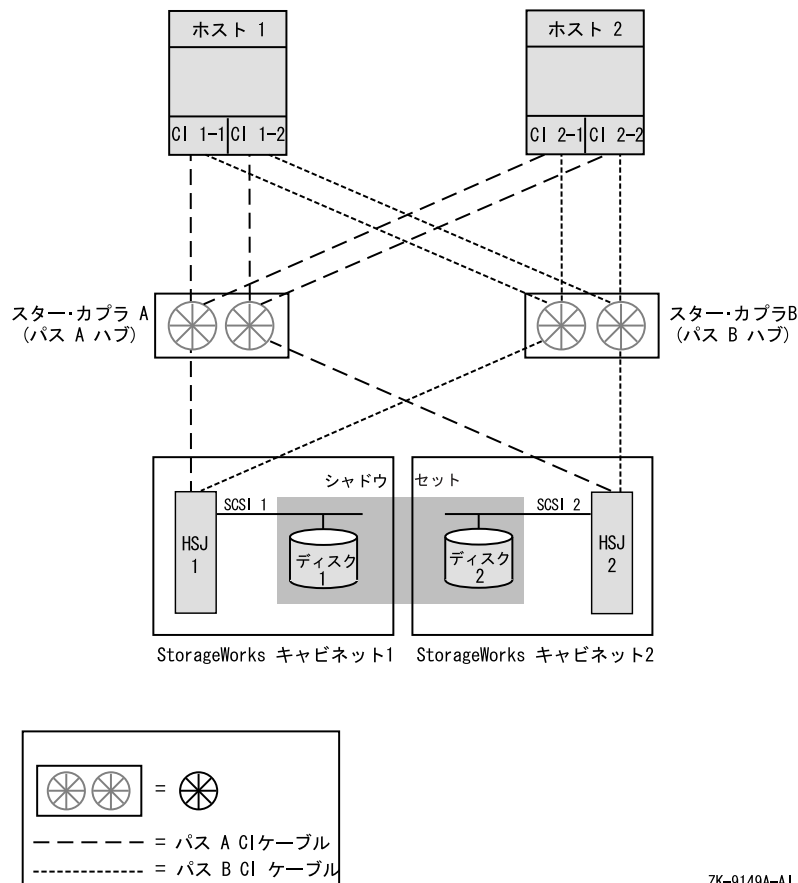 ホスト 1
ホスト 2
CI 1-1
CI 1-2
CI 2-1
CI 2-2
スター・カプラ A
(パス A ハブ)
スター・カプラB
(パス B ハブ)
シャドウ セット
SCSI 1
SCSI 2
HSJ
1
ディスク
1
ディスク
2
HSJ
2
StorageWorks キャビネット1
StorageWorks キャビネット2
=
= パス A CIケーブル
= パス B CI ケーブル
ZK-9149A-AI